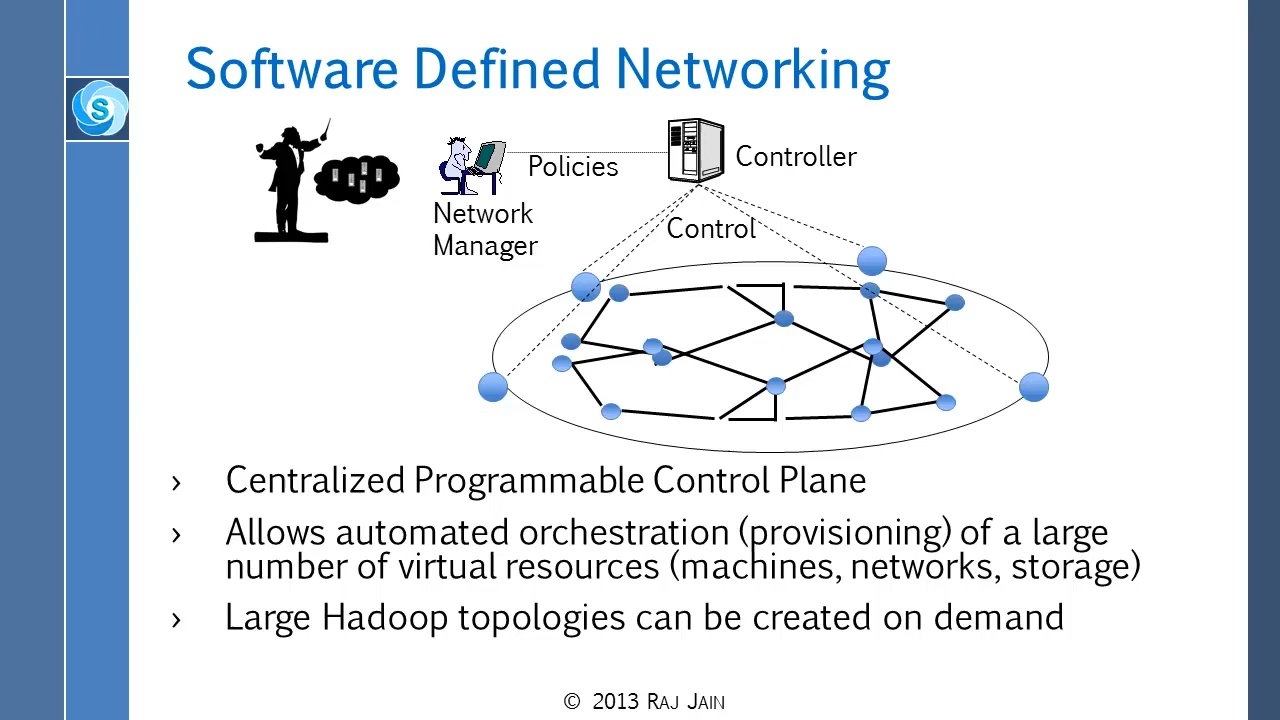 Software Defined Networking
S
Policies
Controller
Network
Manager
Control
› Centralized Programmable Control Plane
› Allows automated orchestration (provisioning) of a large
number of virtual resources (machines, networks, storage)
› Large Hadoop topologies can be created on demand
© 2013 RAJ JAIN